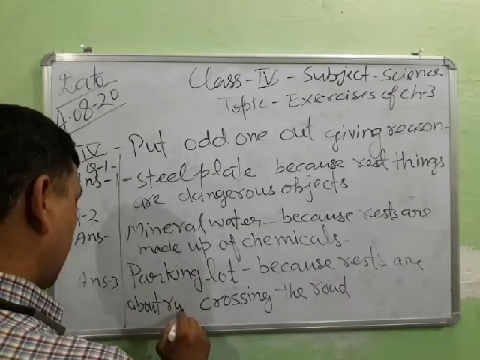 Date Class-IV - Subject-Science
4-08-20 Topic - Exercises of Ch-3
IV - Put odd one out giving reason-
Q-1-
Ans-1 - Steel plate because rest things
are dangerous objects
-2 Mineral water - because rests are
Ans- made up of chemicals-
Ans-3 Parking lot - because rest - are
about crossing - the road